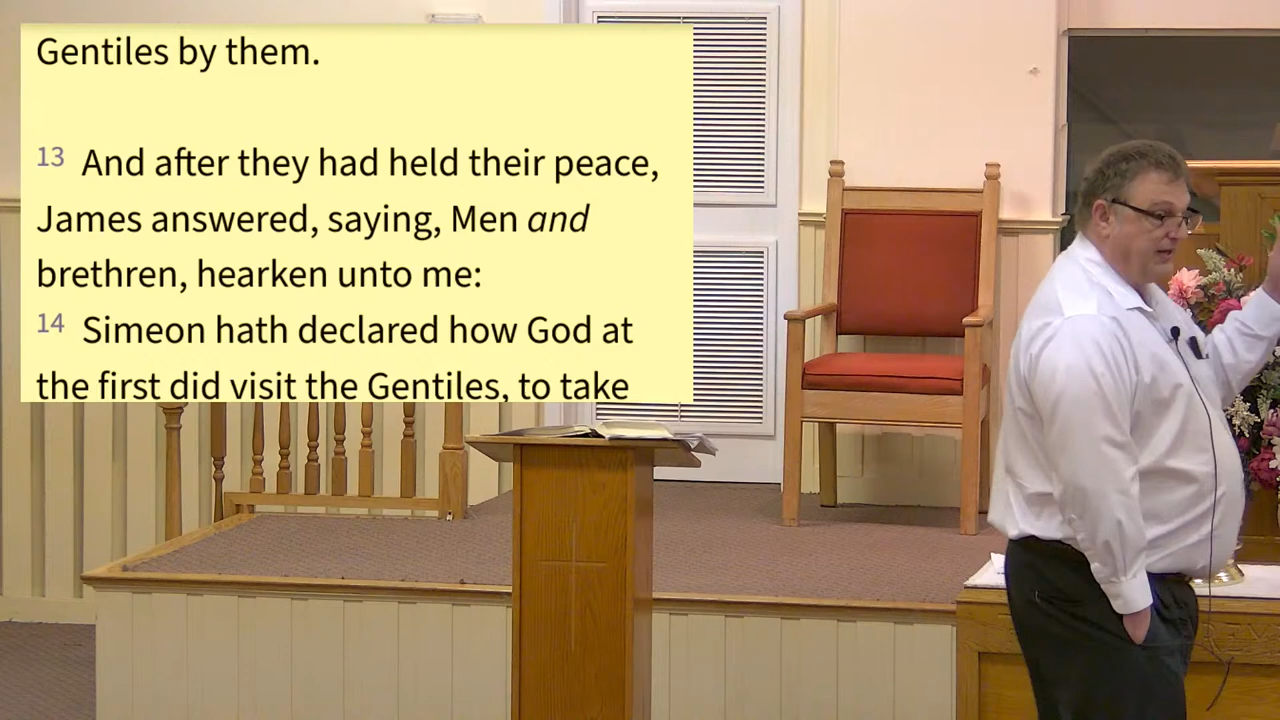 Gentiles by them.
13 And after they had held their peace,
James answered, saying, Men and
brethren, hearken unto me:
14 Simeon hath declared how God at
the first did visit the Gentiles, to take